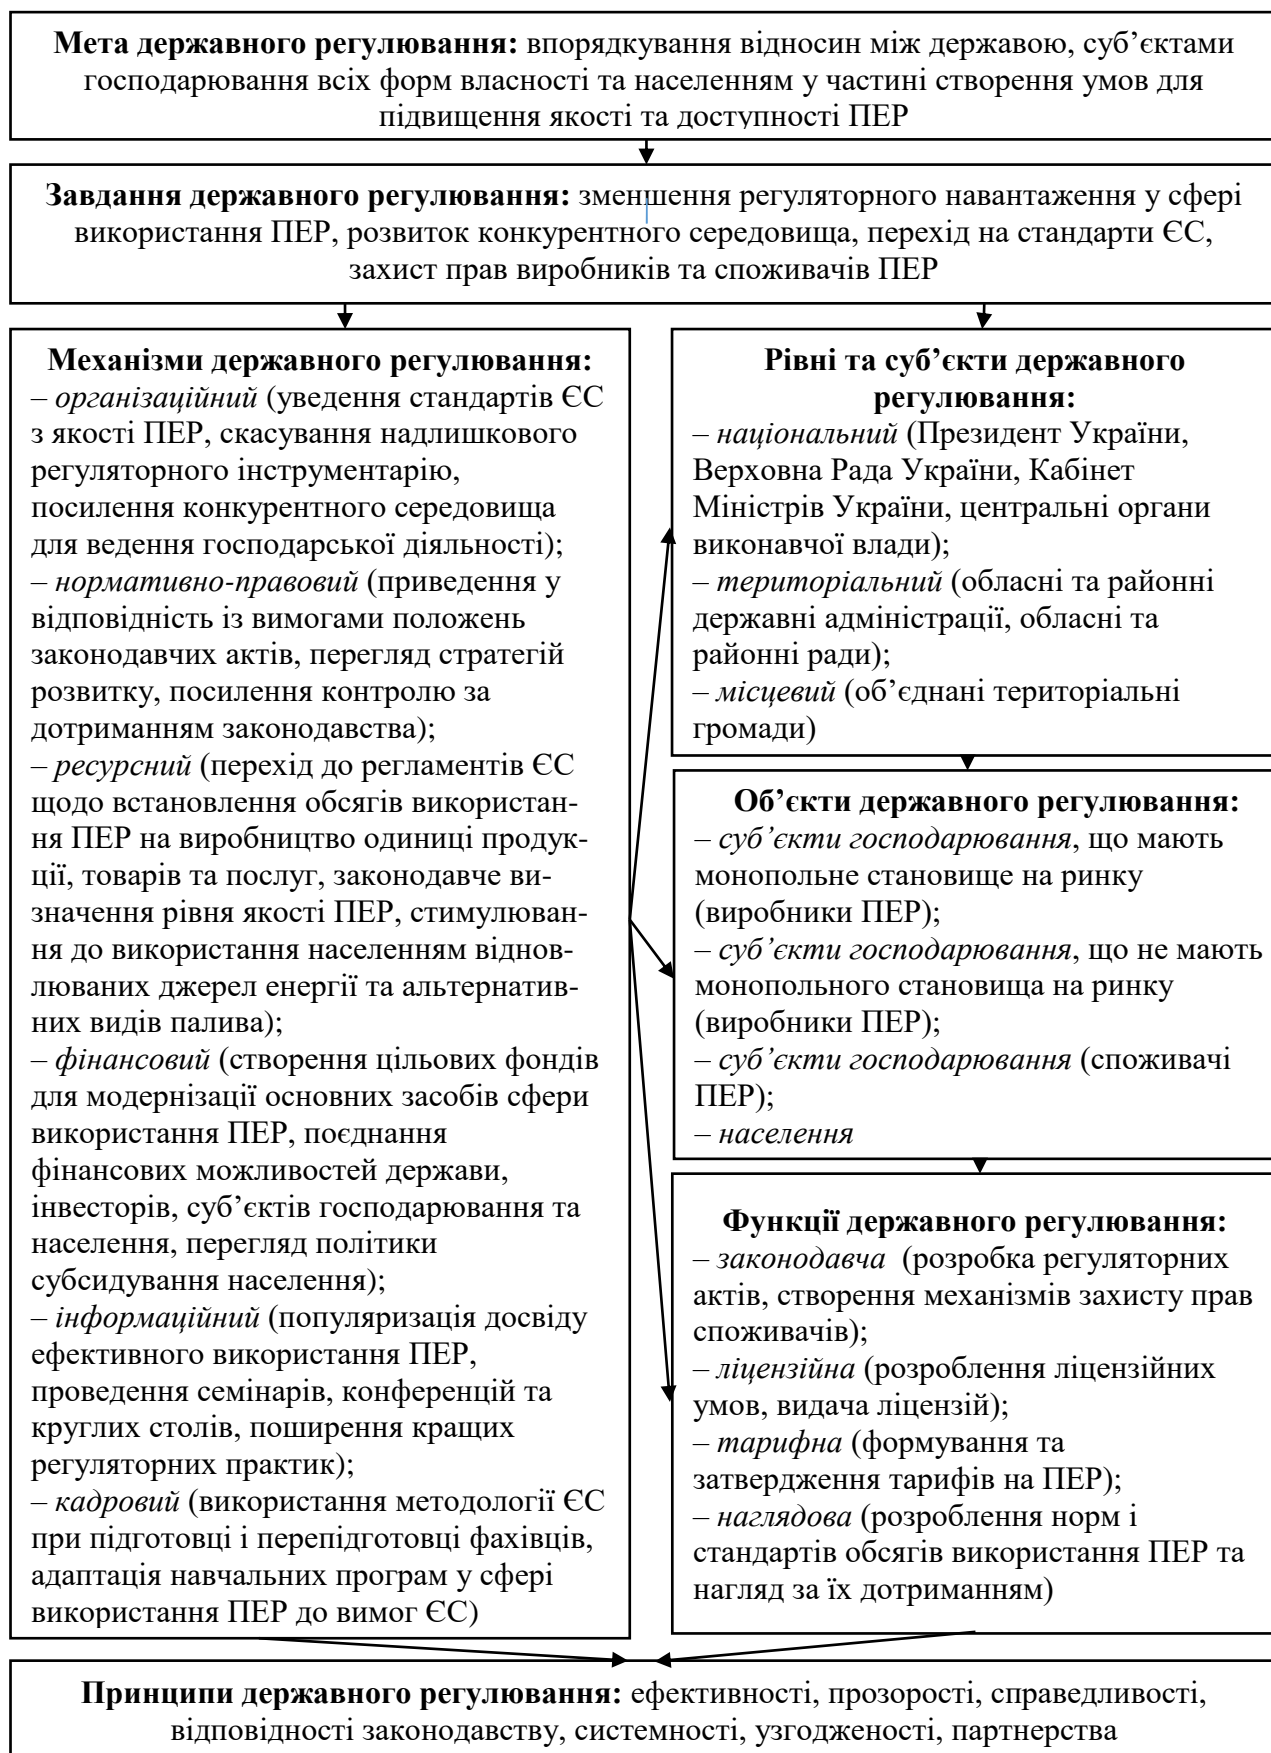 Мета державного регулювання: впорядкування відносин між державою, суб’єктами
господарювання всіх форм власності та населенням у частині створення умов для
підвищення якості та доступності ПЕР
Завдання державного регулювання: зменшення регуляторного навантаження у сфері
використання ПЕР, розвиток конкурентного середовища, перехід на стандарти ЄС,
захист прав виробників та споживачів ПЕР
Механізми державного регулювання:
– організаційний (уведення стандартів ЄС
з якості ПЕР, скасування надлишкового
регуляторного інструментарію,
посилення конкурентного середовища
для ведення господарської діяльності);
– нормативно-правовий (приведення у
відповідність із вимогами положень
законодавчих актів, перегляд стратегій
розвитку, посилення контролю за
дотриманням законодавства);
– ресурсний (перехід до регламентів ЄС
щодо встановлення обсягів використан-
ня ПЕР на виробництво одиниці продук-
ції, товарів та послуг, законодавче ви-
значення рівня якості ПЕР, стимулюван-
ня до використання населенням віднов-
люваних джерел енергії та альтернатив-
них видів палива);
– фінансовий (створення цільових фондів
для модернізації основних засобів сфери
використання ПЕР, поєднання
фінансових можливостей держави,
інвесторів, суб’єктів господарювання та
населення, перегляд політики
субсидування населення);
– інформаційний (популяризація досвіду
ефективного використання ПЕР,
проведення семінарів, конференцій та
круглих столів, поширення кращих
регуляторних практик);
– кадровий (використання методології ЄС
при підготовці і перепідготовці фахівців,
адаптація навчальних програм у сфері
використання ПЕР до вимог ЄС)
Рівні та суб’єкти державного
регулювання:
– національний (Президент України,
Верховна Рада України, Кабінет
Міністрів України, центральні органи
виконавчої влади);
– територіальний (обласні та районні
державні адміністрації, обласні та
районні ради);
– місцевий (об’єднані територіальні
громади)
Об’єкти державного регулювання:
– суб’єкти господарювання, що мають
монопольне становище на ринку
(виробники ПЕР);
– суб’єкти господарювання, що не мають
монопольного становища на ринку
(виробники ПЕР);
– суб’єкти господарювання (споживачі
ПЕР);
– населення
Функції державного регулювання:
– законодавча (розробка регуляторних
актів, створення механізмів захисту прав
споживачів);
– ліцензійна (розроблення ліцензійних
умов, видача ліцензій);
– тарифна (формування та
затвердження тарифів на ПЕР);
– наглядова (розроблення норм і
стандартів обсягів використання ПЕР та
нагляд за їх дотриманням)
Принципи державного регулювання: ефективності, прозорості, справедливості,
відповідності законодавству, системності, узгодженості, партнерства